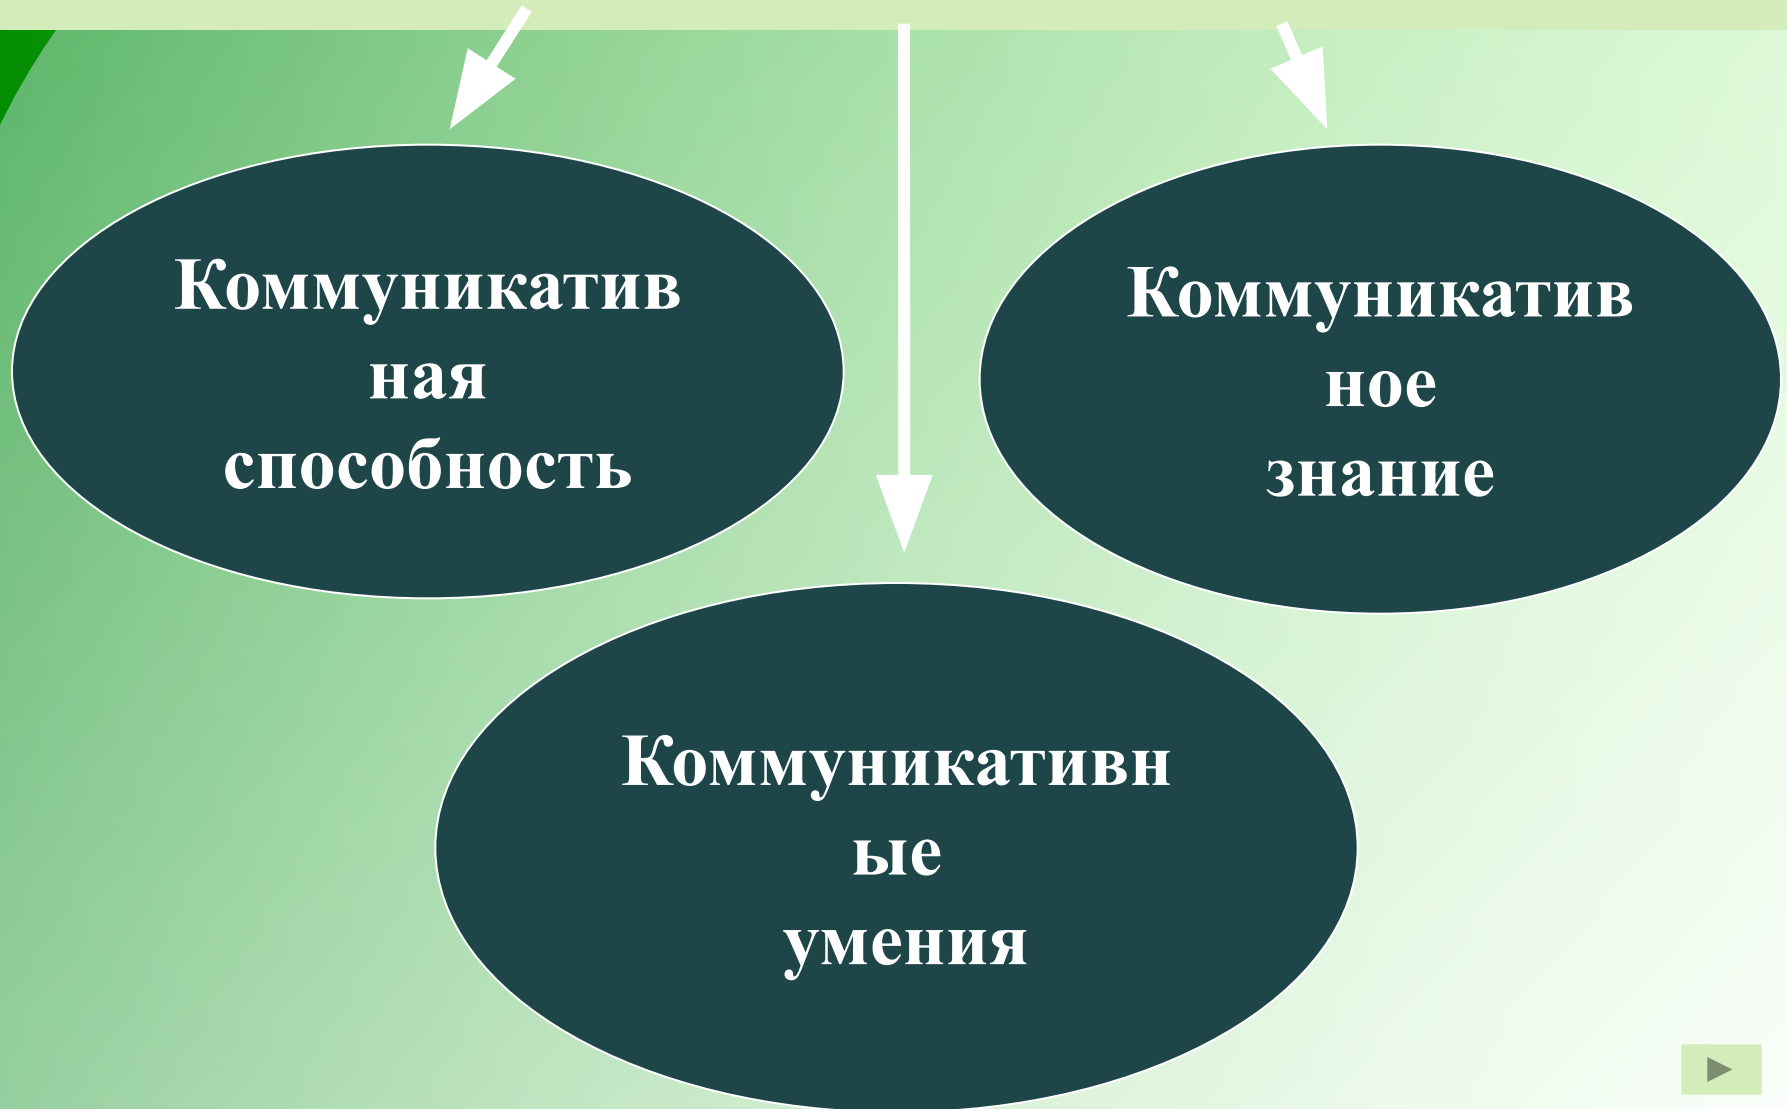 Коммуникатив
ная
способность
Коммуникатив
ное
знание
Коммуникативн
ые
умения